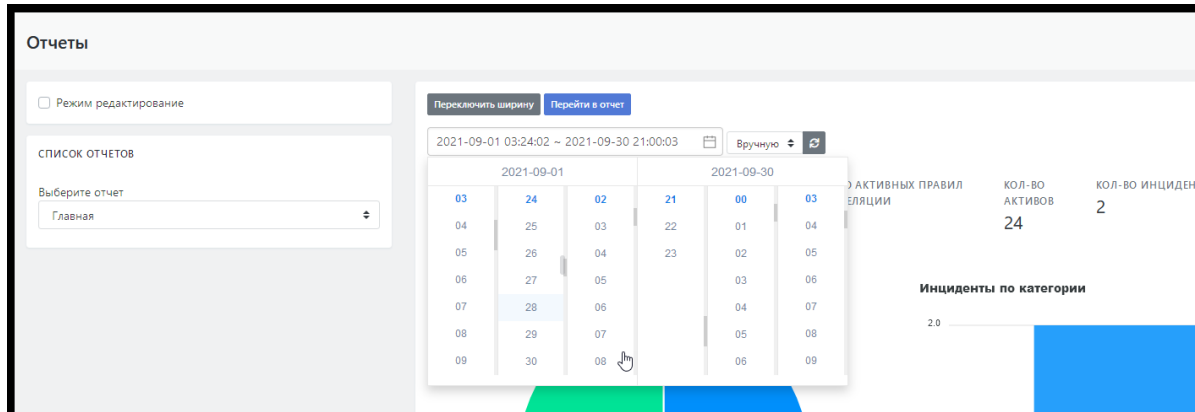 Отчеты
Режим редактирование
СПИСОК ОТЧЕТОВ
Выберите отчет
Главная
Переключить ширину Перейти в отчет
2021-09-01 03:24:02 ~ 2021-09-30 21:00:03 Вручную
2021-09-01 2021-09-30
03 24 02 21 00 03
04 25 03 22 01 04
05 26 04 23 02 05
06 27 05 03 06
07 28 06 04 07
08 29 07 05 08
09 30 08 06 09
АКТИВНЫХ ПРАВИЛ
КОЛ-ВО
АКТИВОВ
24
КОЛ-ВО
2
Инциденты по категории
2.0